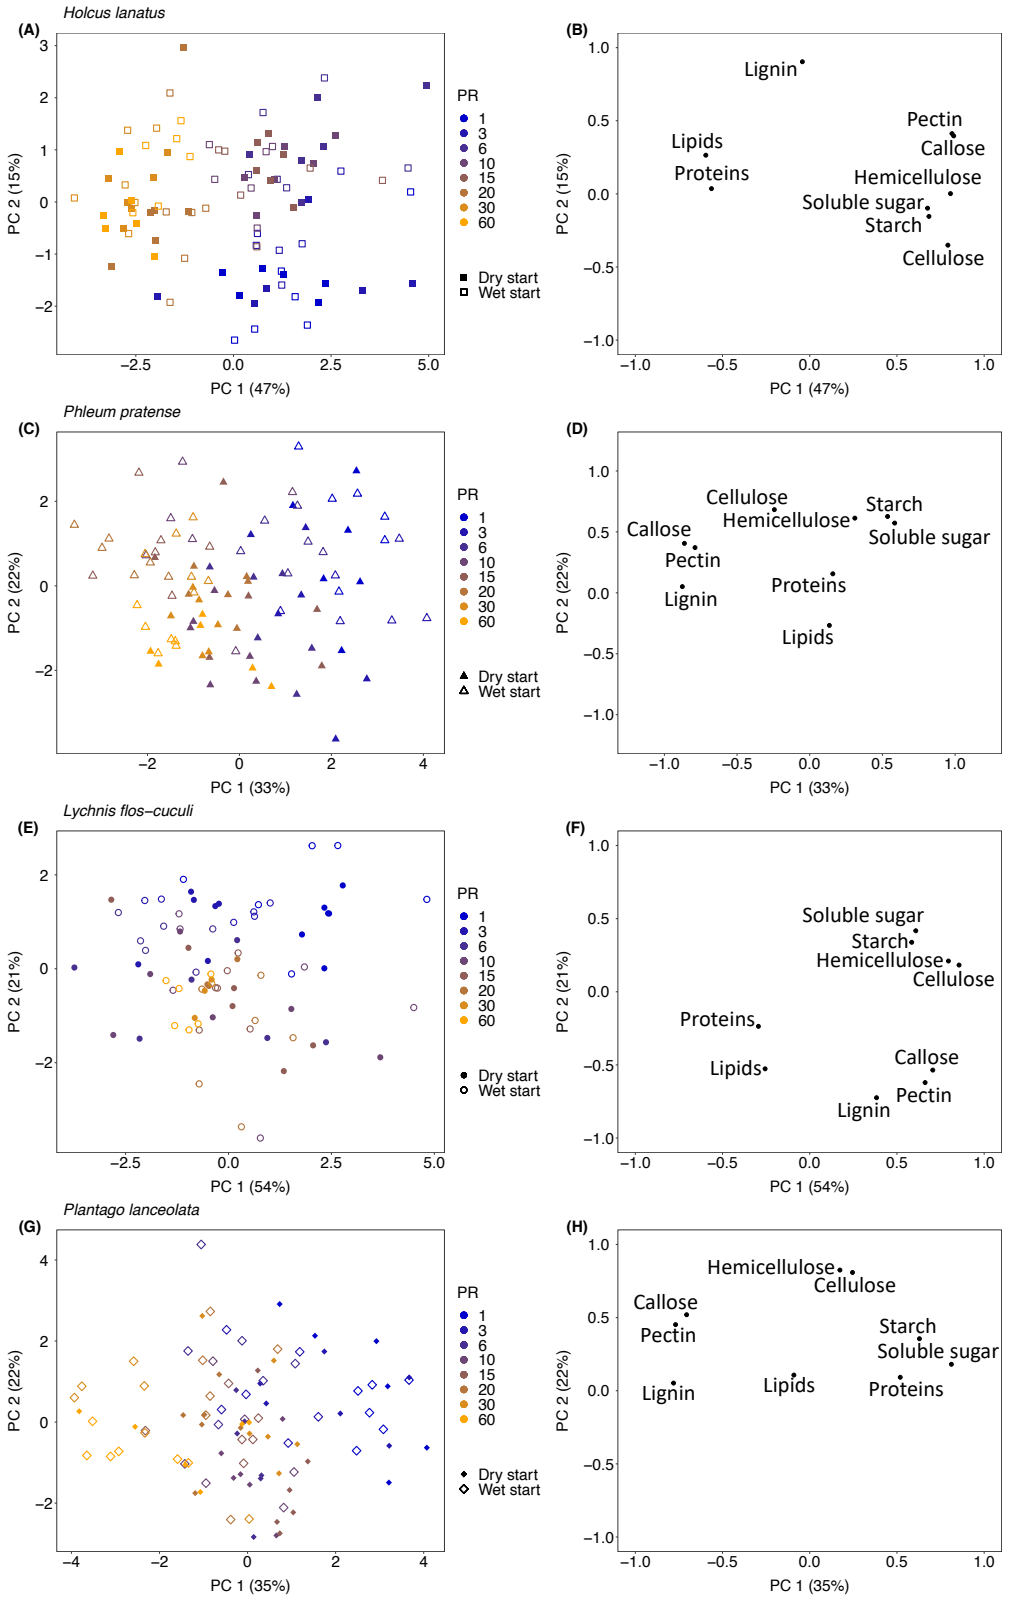 Holcus lanatus
(A)
PC 2 (15%)
3
2
1
0
−1
−2
−2.5
0.0
2.5
5.0
PC 1 (47%)
PR
1
3
6
10
15
20
30
60
Dry start
Wet start
(B)
PC 2 (15%)
1.0
0.5
0.0
−0.5
−1.0
−1.0
−0.5
0.0
0.5
1.0
PC 1 (47%)
Lignin
Pectin
Lipids
Callose
Proteins
Hemicellulose
Soluble sugar
Starch
Cellulose
Phleum pratense
(C)
PC 2 (22%)
2
0
−2
−2
0
2
4
PC 1 (33%)
PR
1
3
6
10
15
20
30
60
Dry start
Wet start
(D)
PC 2 (22%)
1.0
0.5
0.0
−0.5
−1.0
−1.0
−0.5
0.0
0.5
1.0
PC 1 (33%)
Cellulose
Starch
Hemicellulose
Callose
Soluble sugar
Pectin
Proteins
Lignin
Lipids
Lychnis flos−cuculi
(E)
PC 2 (21%)
2
0
−2
−2.5
0.0
2.5
5.0
PC 1 (54%)
PR
1
3
6
10
15
20
30
60
Dry start
Wet start
(F)
PC 2 (21%)
1.0
0.5
0.0
−0.5
−1.0
−1.0
−0.5
0.0
0.5
1.0
PC 1 (54%)
Soluble sugar
Starch
Hemicellulose
Cellulose
Proteins
Callose
Lipids
Pectin
Lignin
Plantago lanceolata
(G)
PC 2 (22%)
4
2
0
−2
−4
−2
0
2
4
PC 1 (35%)
PR
1
3
6
10
15
20
30
60
Dry start
Wet start
(H)
PC 2 (22%)
1.0
0.5
0.0
−0.5
−1.0
−1.0
−0.5
0.0
0.5
1.0
PC 1 (35%)
Hemicellulose
Cellulose
Callose
Starch
Pectin
Soluble sugar
Lipids
Proteins
Lignin